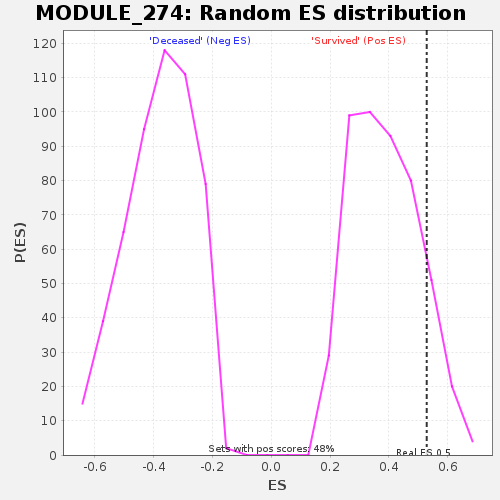 MODULE_274: Random ES distribution
'Deceased' (Neg ES)
'Survived' (Pos ES)
120
110
100
90
80
70
60
50
40
30
20
10
0
P(ES)
Sets with pos scores: 48%
Real ES 0.5
-0.6
-0.4
-0.2
0.0
0.2
0.4
0.6
ES